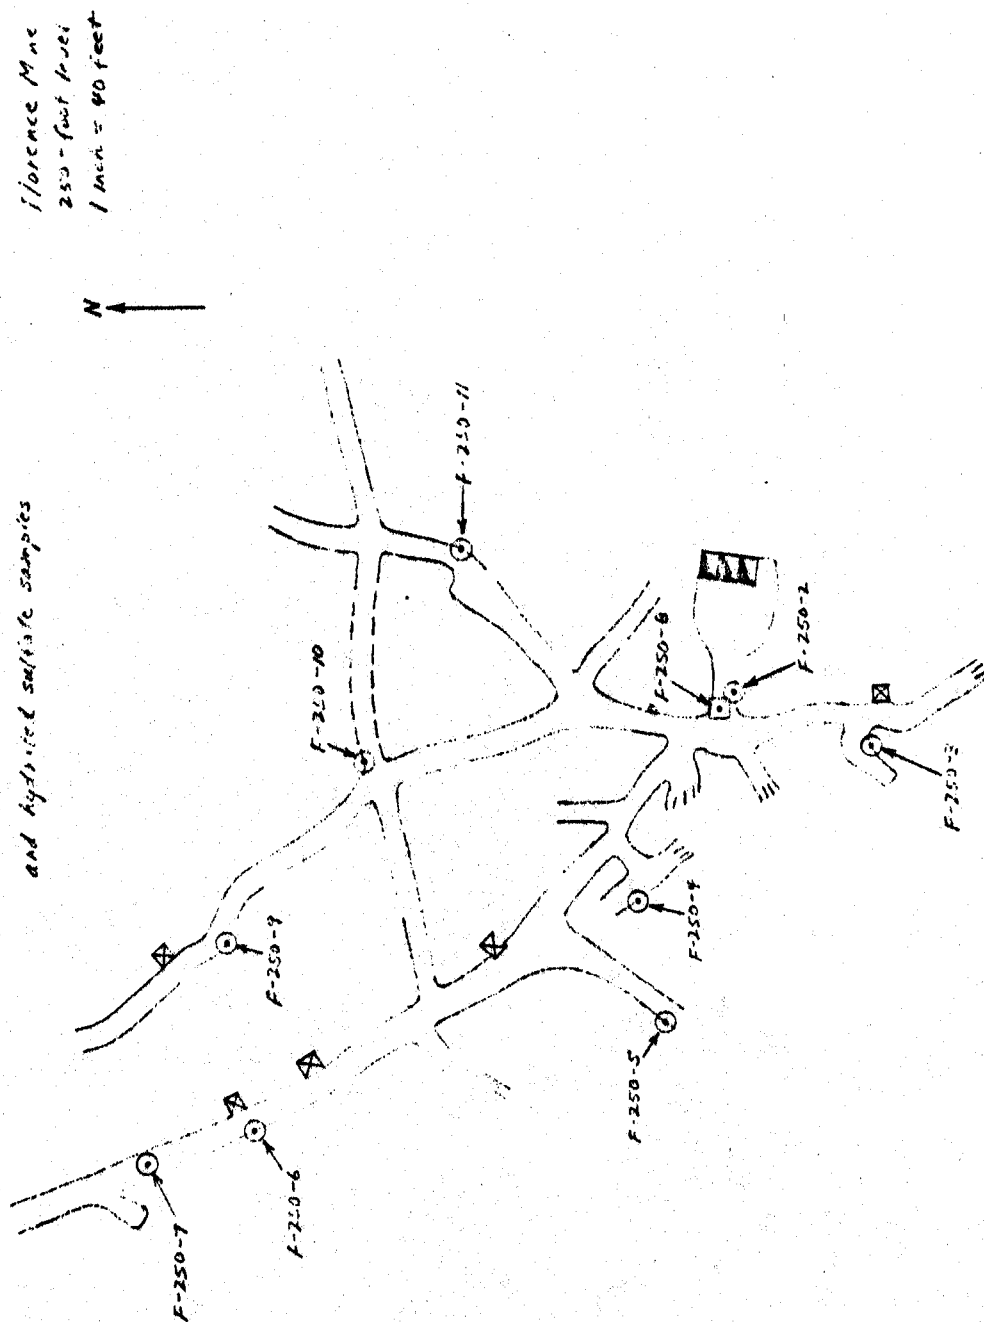 Florence Mine
250-foot level
1 inch = 40 feet
N
and hydrated sulfate samples
F-250-11
F-250-10
F-250-8
F-250-2
F-250-3
F-250-9
F-250-4
F-250-5
F-250-6
F-250-7